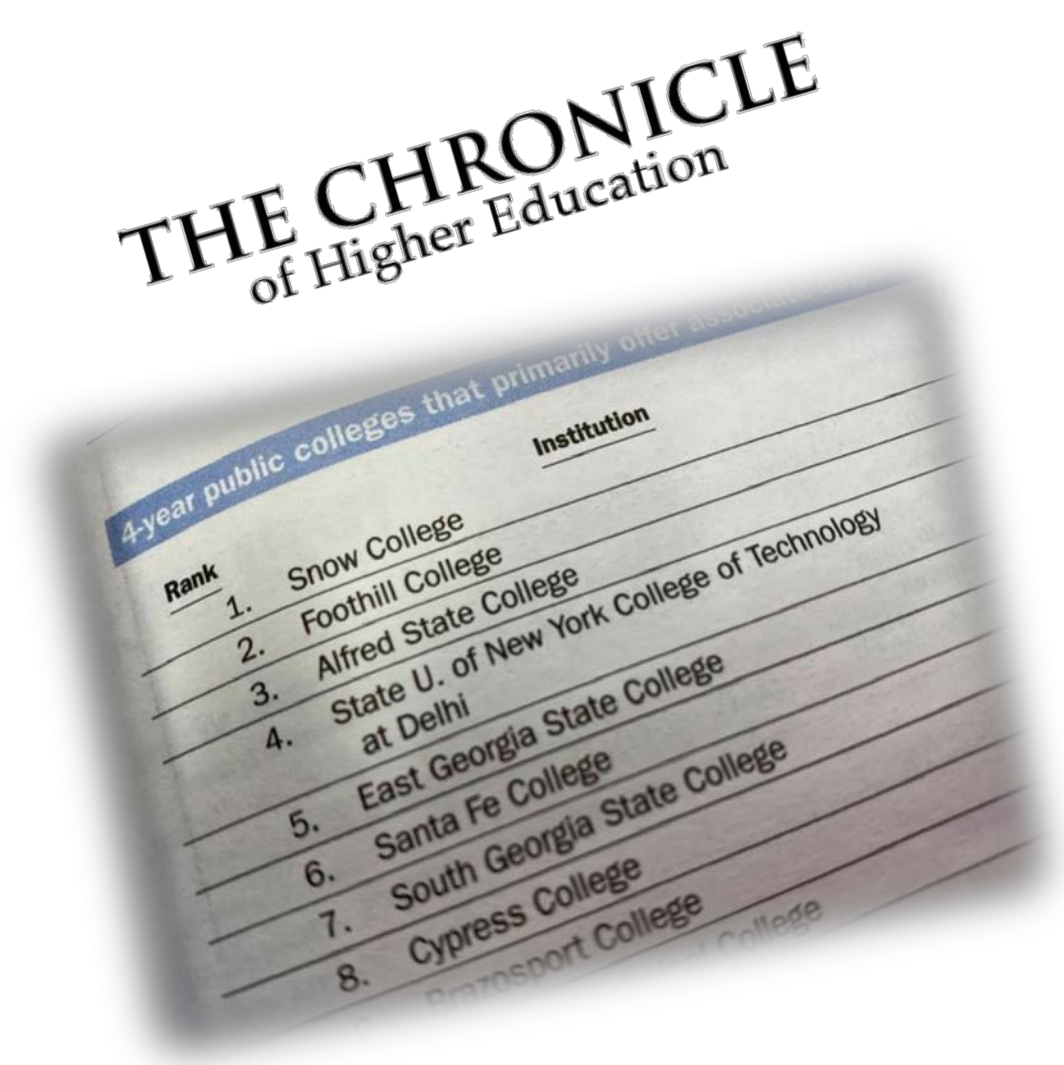 THE CHRONICLE
of Higher Education
4-year public colleges that primarily offer associate
Institution
Rank
1. Snow College
2. Foothill College
3. Alfred State College
4. State U. of New York College of Technology
at Delhi
5. East Georgia State College
6. Santa Fe College
7. South Georgia State College
8. Cypress College
Brazosport College
College